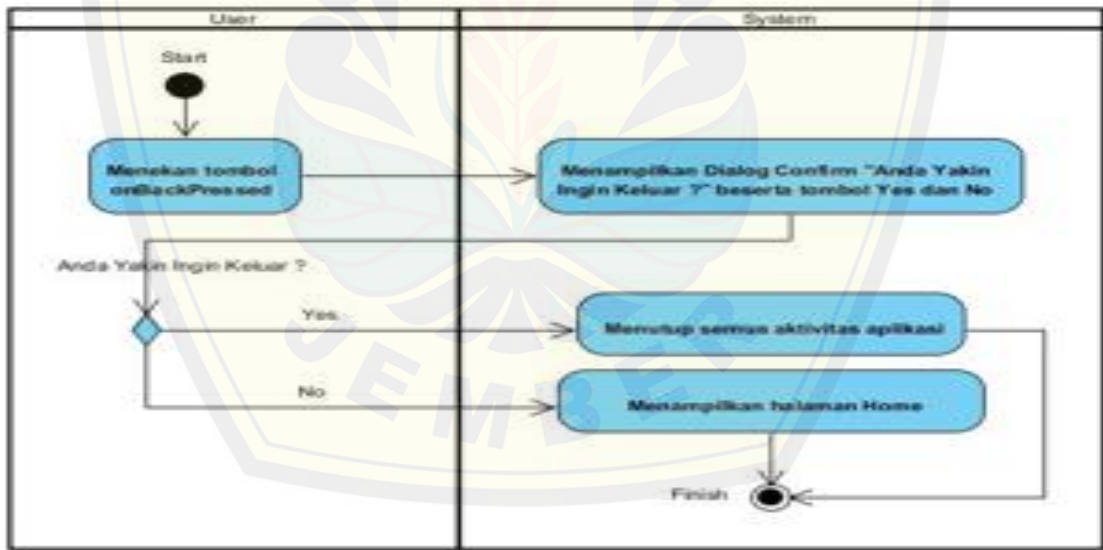 User
System
Start
Menekan tombol
onBackPressed
Menampilkan Dialog Confirm "Anda Yakin
Ingin Keluar ?" beserta tombol Yes dan No
Anda Yakin Ingin Keluar ?
Yes
Menutup semua aktivitas aplikasi
No
Menampilkan halaman Home
Finish
JEMBER